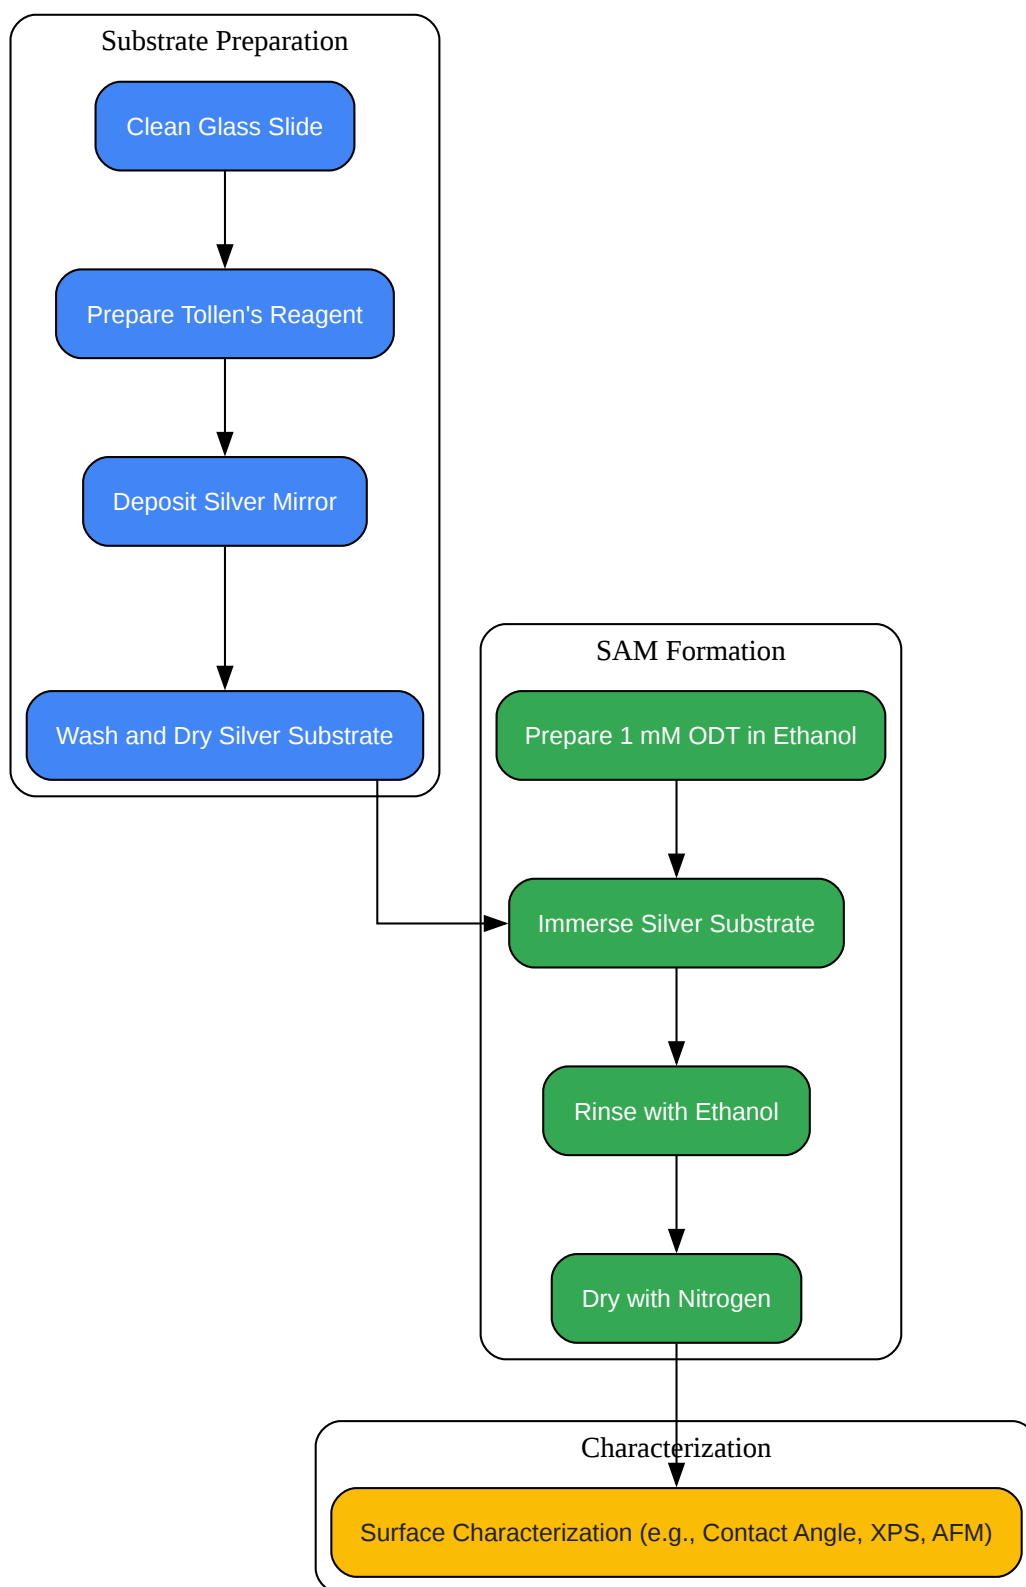 Substrate Preparation
Clean Glass Slide
Prepare Tollen's Reagent
Deposit Silver Mirror
Wash and Dry Silver Substrate
SAM Formation
Prepare 1 mM ODT in Ethanol
Immerse Silver Substrate
Rinse with Ethanol
Dry with Nitrogen
Characterization
Surface Characterization (e.g., Contact Angle, XPS, AFM)